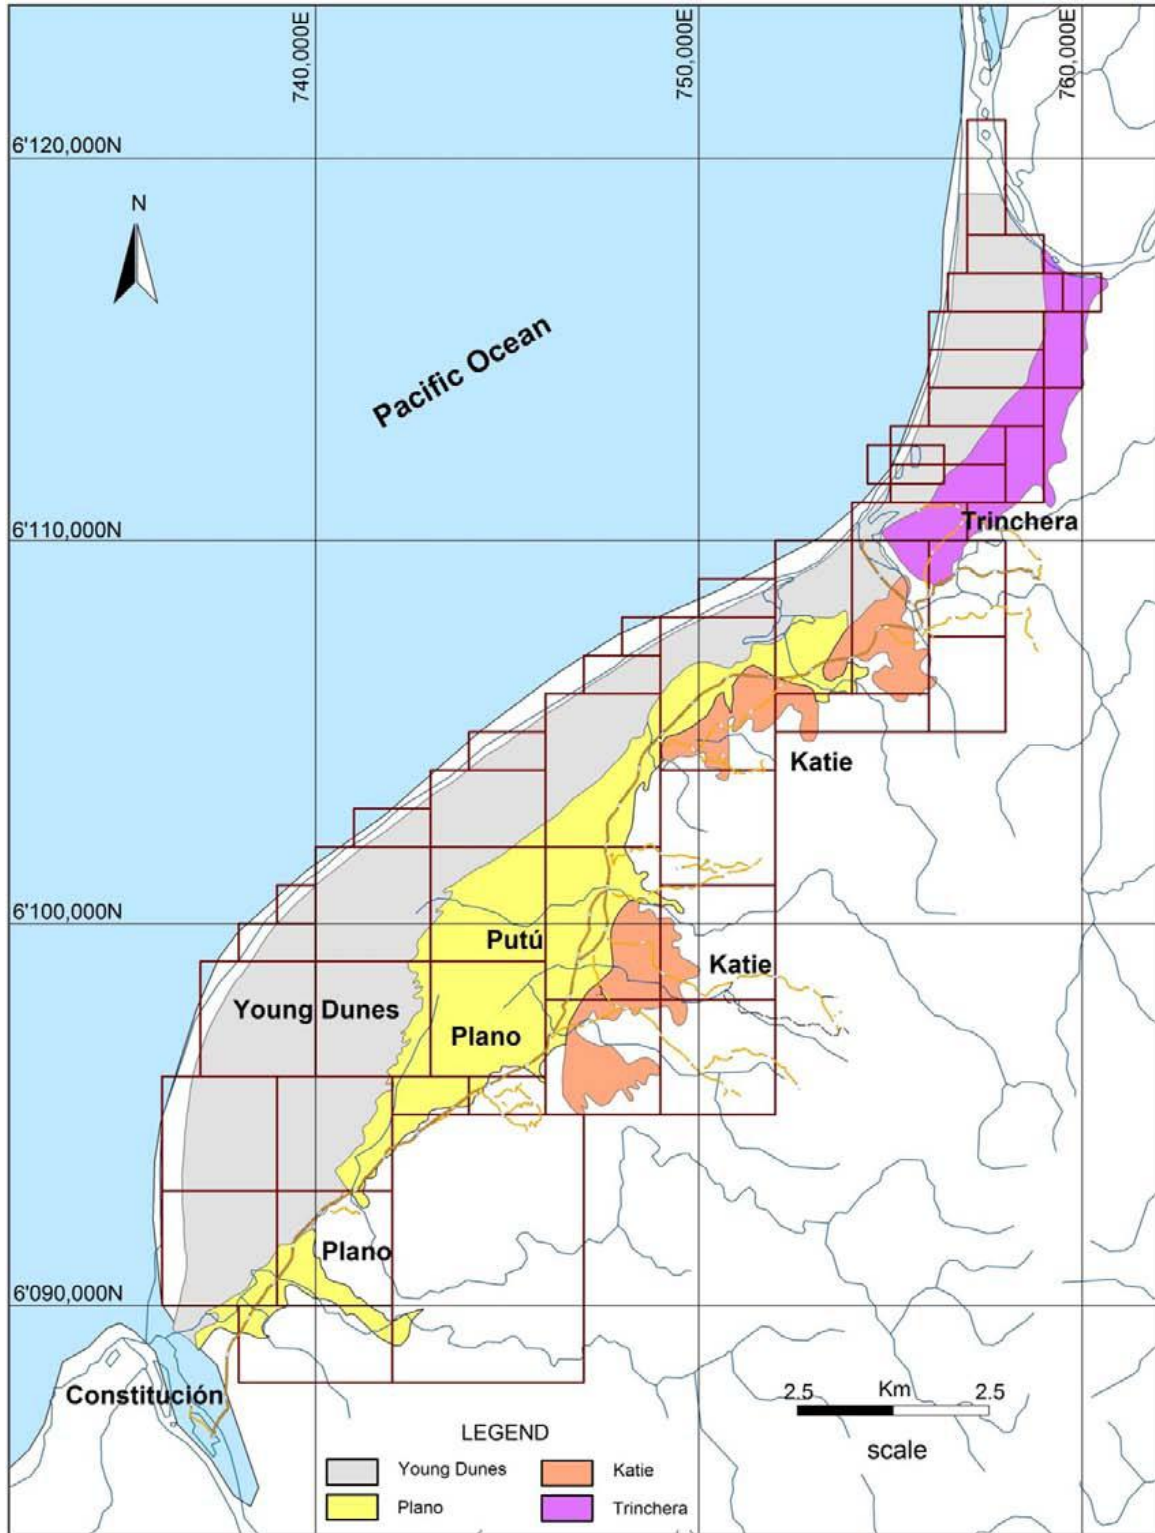 740,000E
750,000E
760,000E
6'120,000N
N
Pacific Ocean
6'110,000N
Trinchera
Katie
6'100,000N
Putú
Katie
Young Dunes
Plano
Plano
6'090,000N
Constitución
2.5 Km 2.5
scale
LEGEND
Young Dunes
Katie
Plano
Trinchera